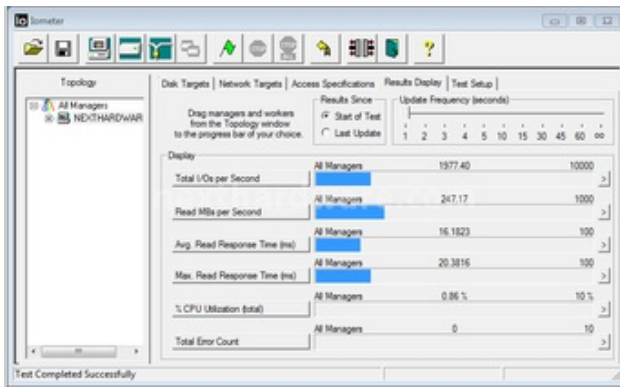 Iometer
Topology
All Managers
NEXTHARDWAR
Disk Targets | Network Targets | Access Specifications | Results Display | Test Setup
Drag managers and workers
from the Topology window
to the progress bar of your choice.
Results Since
Start of Test
Last Update
Update Frequency (seconds)
1 2 3 4 5 10 15 30 45 60 oo
Display
All Managers 1977.40 10000
Total I/Os per Second >
All Managers 247.17 1000
Read MBs per Second >
All Managers 16.1823 100
Avg. Read Response Time (ms) >
All Managers 20.3816 100
Max. Read Response Time (ms) >
All Managers 0.86 % 10 %
% CPU Utilization (total) >
All Managers 0 10
Total Error Count >
Test Completed Successfully